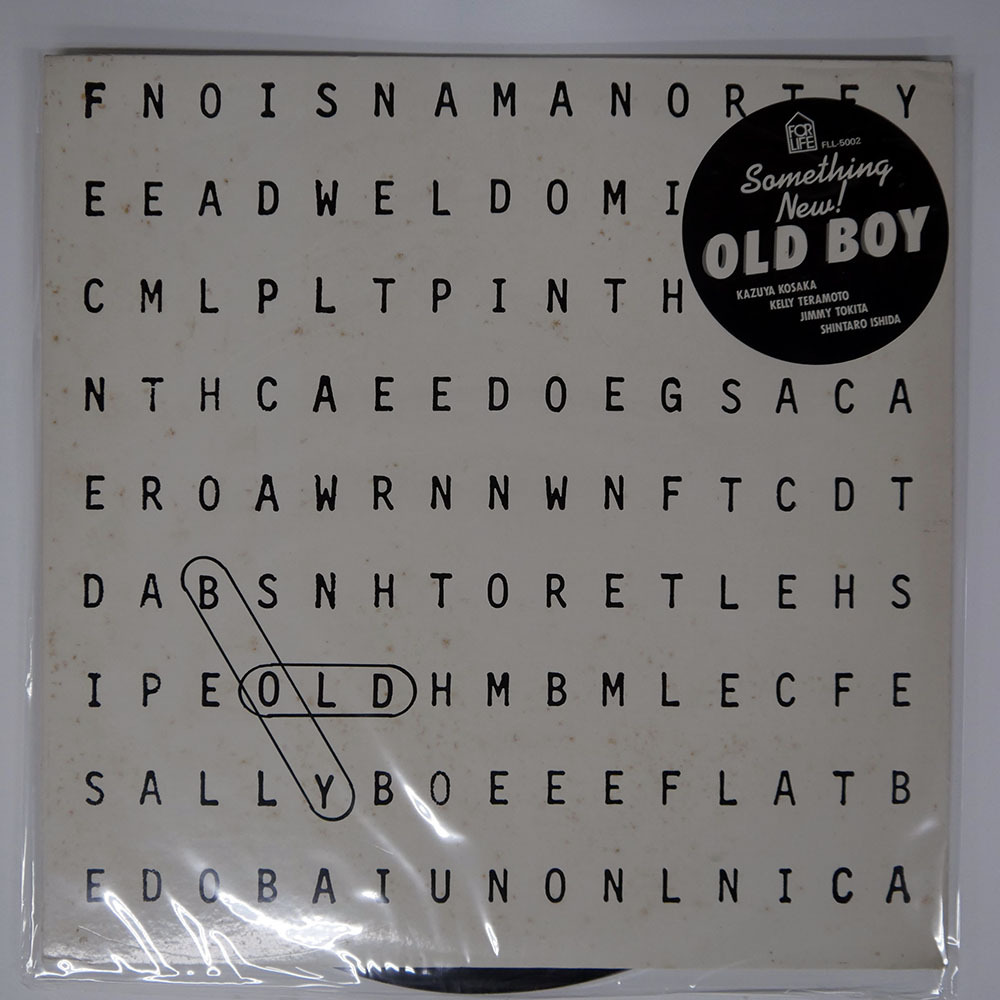 F N O I S N A M A N O R T E Y
E E A D W E L D O M I
C M L P L T P I N T H
N T H C A E E D O E G S A C A
E R O A W R N N W N F T C D T
D A B S N H T O R E T L E H S
I P E O L D H M B M L E C F E
S A L L Y B O E E E F L A T B
E D O B A I U N O N L N I C A
FOR LIFE
FLL-5002
Something
New!
OLD BOY
KAZUYA KOSAKA
KELLY TERAMOTO
JIMMY TOKITA
SHINTARO ISHIDA